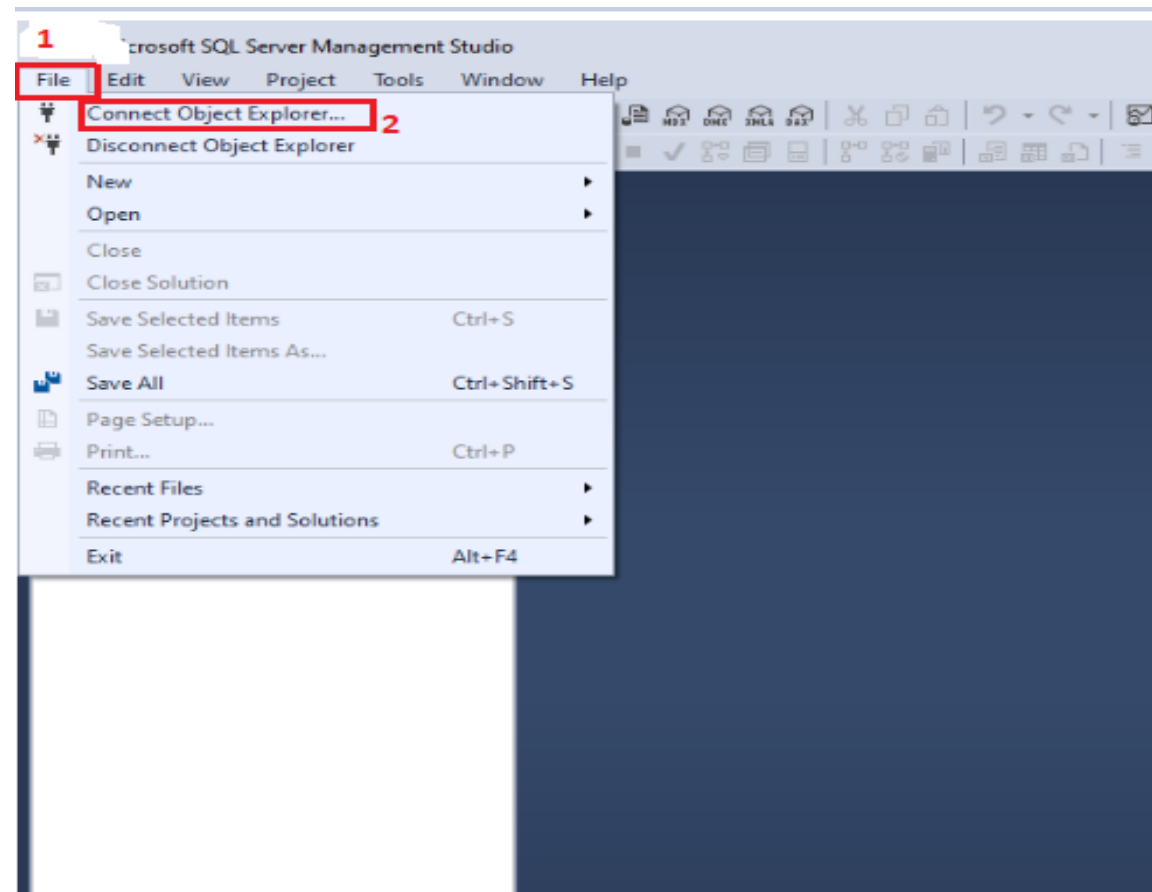 1
crosoft SQL Server Management Studio
File Edit View Project Tools Window Help
Connect Object Explorer...
2
Disconnect Object Explorer
New
Open
Close
Close Solution
Save Selected Items Ctrl+S
Save Selected Items As...
Save All Ctrl+Shift+S
Page Setup...
Print... Ctrl+P
Recent Files
Recent Projects and Solutions
Exit Alt+F4